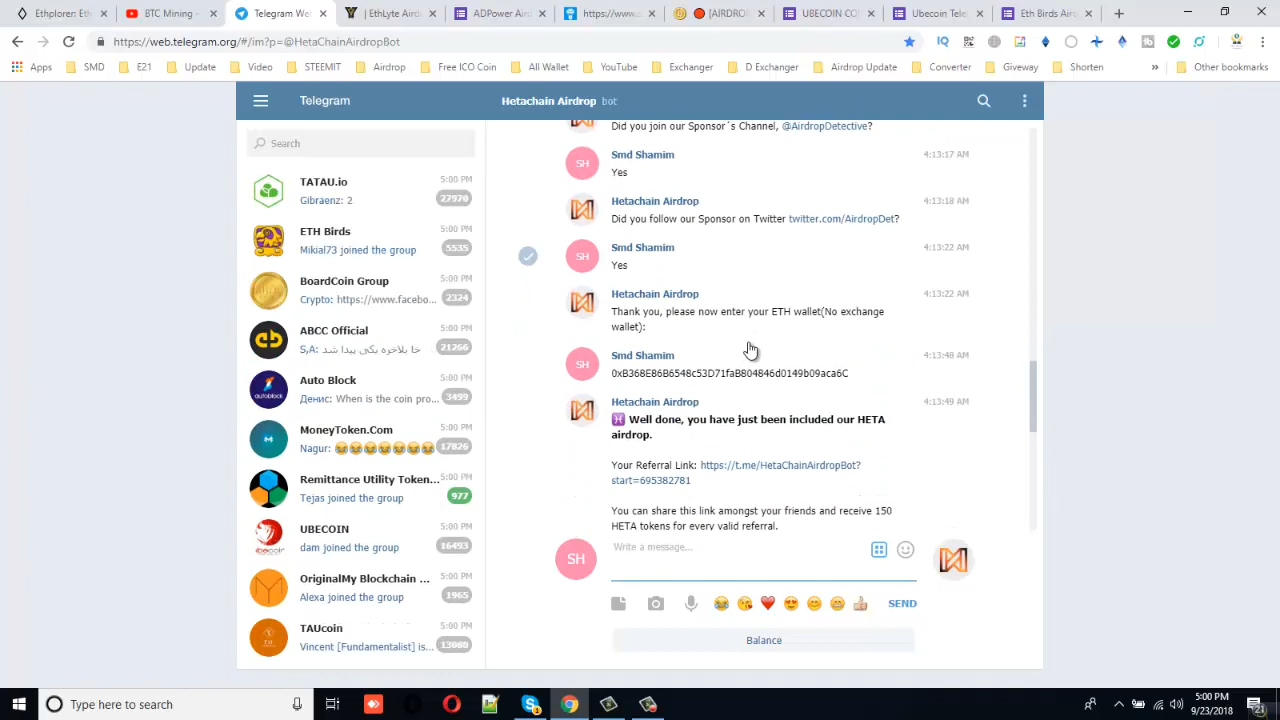 Ethplorer Eth
BTC Mining -
Telegram We
EthLyte Airdr
ADPower Airdr
https://www.
[AIRDROP]
UBECOIN CO
Ubecoin Tele
Eth Birds Air
https://web.telegram.org/#/im?p=@HetaChainAirdropBot
Apps
SMD
E21
Update
Video
STEEMIT
Airdrop
Free ICO Coin
All Wallet
YouTube
Exchanger
D Exchanger
Airdrop Update
Converter
Giveway
Shorten
»
Other bookmarks
Telegram
Hetachain Airdrop bot
Search
TATAU.io 5:00 PM
Gibraenz: 2 27970
ETH Birds 5:00 PM
Mikial73 joined the group 5535
BoardCoin Group 5:00 PM
Crypto: https://www.facebo... 2324
ABCC Official 5:00 PM
S,A: خا بلاخره یکی پیدا شد 21266
Auto Block 5:00 PM
autoblock
Денис: When is the coin pro... 3499
MoneyToken.Com 5:00 PM
Nagur: 😂😂😂😂😂😂😂 17826
Remittance Utility Token... 5:00 PM
Tejas joined the group 977
UBECOIN 5:00 PM
dam joined the group 16493
OriginalMy Blockchain ... 5:00 PM
Alexa joined the group 1965
TAUcoin 5:00 PM
Vincent [Fundamentalist] is... 13080
Did you join our Sponsor´s Channel, @AirdropDetective?
SH Smd Shamim 4:13:17 AM
Yes
Hetachain Airdrop 4:13:18 AM
Did you follow our Sponsor on Twitter twitter.com/AirdropDet?
SH Smd Shamim 4:13:22 AM
Yes
Hetachain Airdrop 4:13:22 AM
Thank you, please now enter your ETH wallet(No exchange
wallet):
SH Smd Shamim 4:13:48 AM
0xB368E86B6548c53D71faB804846d0149b09aca6C
Hetachain Airdrop 4:13:49 AM
♓ Well done, you have just been included our HETA
airdrop.
Your Referral Link: https://t.me/HetaChainAirdropBot?
start=695382781
You can share this link amongst your friends and receive 150
HETA tokens for every valid referral.
SH
Write a message...
SEND
Balance
Type here to search
5:00 PM
9/23/2018